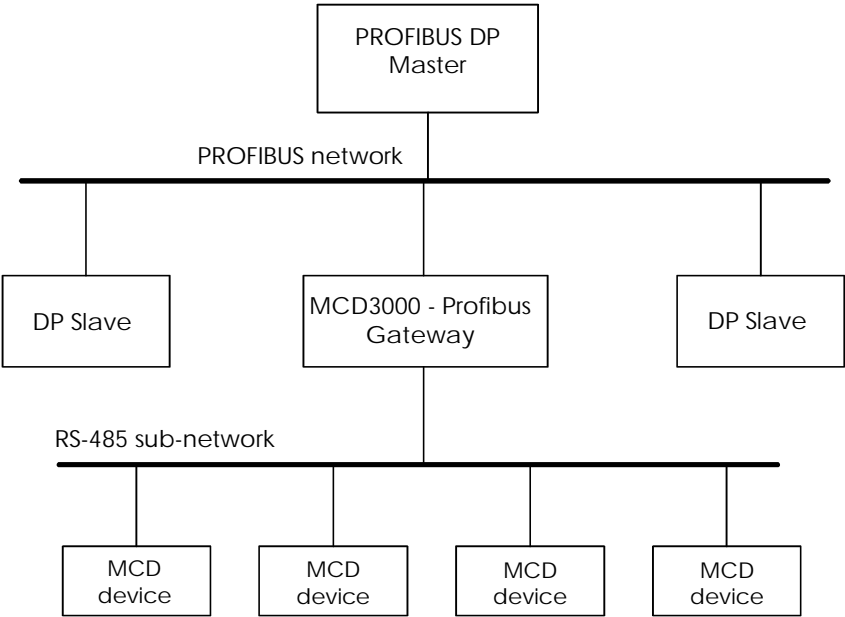 PROFIBUS DP
Master
PROFIBUS network
DP Slave
MCD3000 - Profibus
Gateway
DP Slave
RS-485 sub-network
MCD
device
MCD
device
MCD
device
MCD
device